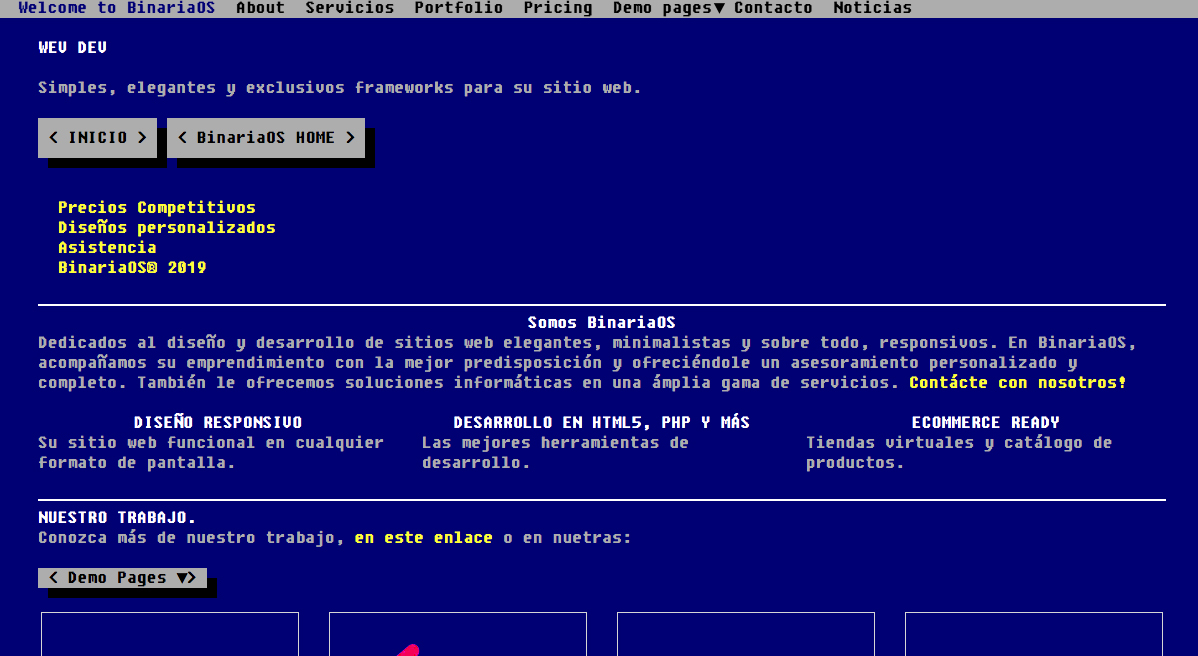 Welcome to BinariaOS About Servicios Portfolio Pricing Demo pages▼ Contacto Noticias
WEV DEV
Simples, elegantes y exclusivos frameworks para su sitio web.
< INICIO > < BinariaOS HOME >
Precios Competitivos
Diseños personalizados
Asistencia
BinariaOS® 2019
Somos BinariaOS
Dedicados al diseño y desarrollo de sitios web elegantes, minimalistas y sobre todo, responsivos. En BinariaOS,
acompañamos su emprendimiento con la mejor predisposición y ofreciéndole un asesoramiento personalizado y
completo. También le ofrecemos soluciones informáticas en una ámplia gama de servicios. Contácte con nosotros!
DISEÑO RESPONSIVO
Su sitio web funcional en cualquier
formato de pantalla.
DESARROLLO EN HTML5, PHP Y MÁS
Las mejores herramientas de
desarrollo.
ECOMMERCE READY
Tiendas virtuales y catálogo de
productos.
NUESTRO TRABAJO.
Conozca más de nuestro trabajo, en este enlace o en nuetras:
< Demo Pages ▼>